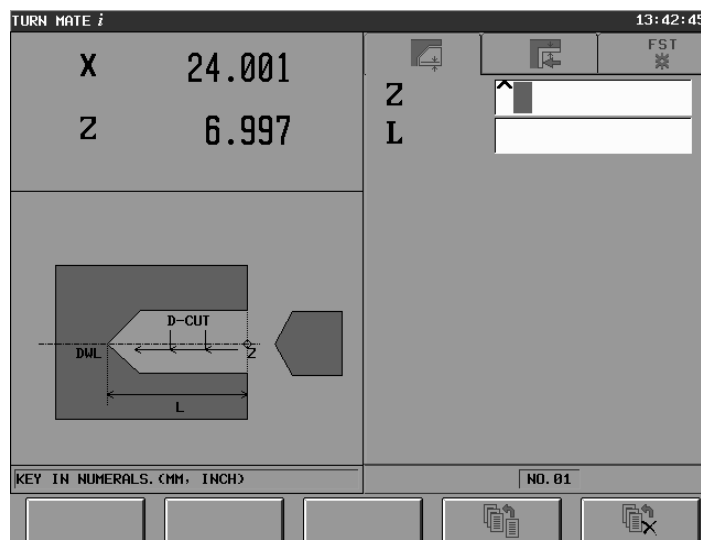 TURN MATE i 13:42:45
X 24.001
Z 6.997
FST
Z
L
D-CUT
DWL
Z
L
KEY IN NUMERALS.(MM, INCH)
NO.01